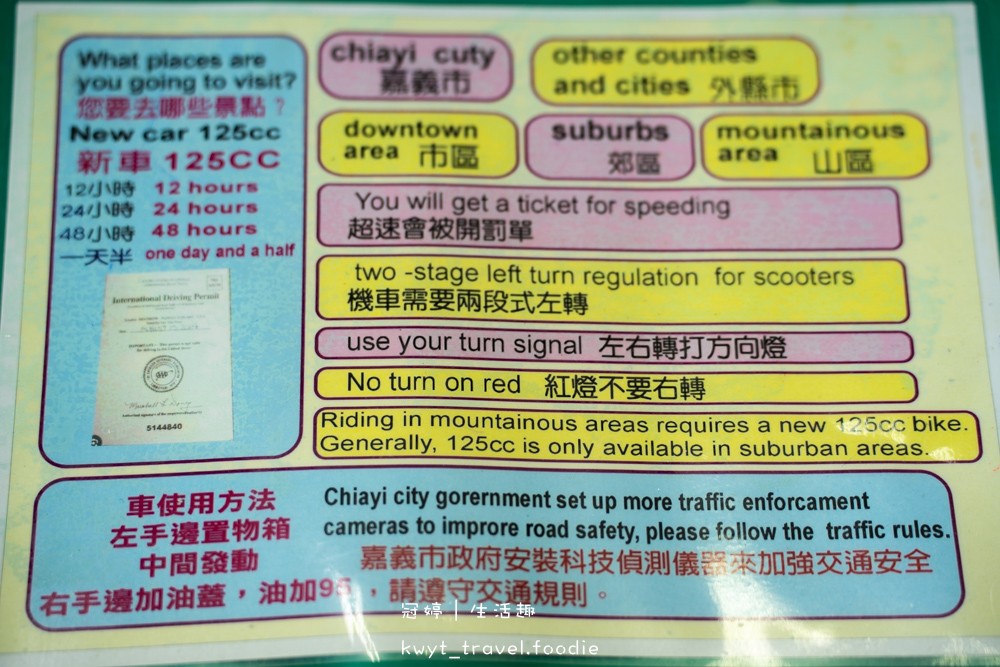 What places are
you going to visit?
您要去哪些景點？
New car 125cc
新車 125CC
12小時 12 hours
24小時 24 hours
48小時 48 hours
一天半 one day and a half
International Driving Permit
5144840
chiayi cuty
嘉義市
other counties
and cities 外縣市
downtown
area 市區
suburbs
郊區
mountainous
area 山區
You will get a ticket for speeding
超速會被開罰單
two -stage left turn regulation for scooters
機車需要兩段式左轉
use your turn signal 左右轉打方向燈
No turn on red 紅燈不要右轉
Riding in mountainous areas requires a new 125cc bike.
Generally, 125cc is only available in suburban areas.
車使用方法
左手邊置物箱
中間發動
右手邊加油蓋，油加95
Chiayi city gorernment set up more traffic enforcament
cameras to improre road safety, please follow the traffic rules.
嘉義市政府安裝科技偵測儀器來加強交通安全
，請遵守交通規則。
冠婷｜生活趣
kwyt_travel.foodie